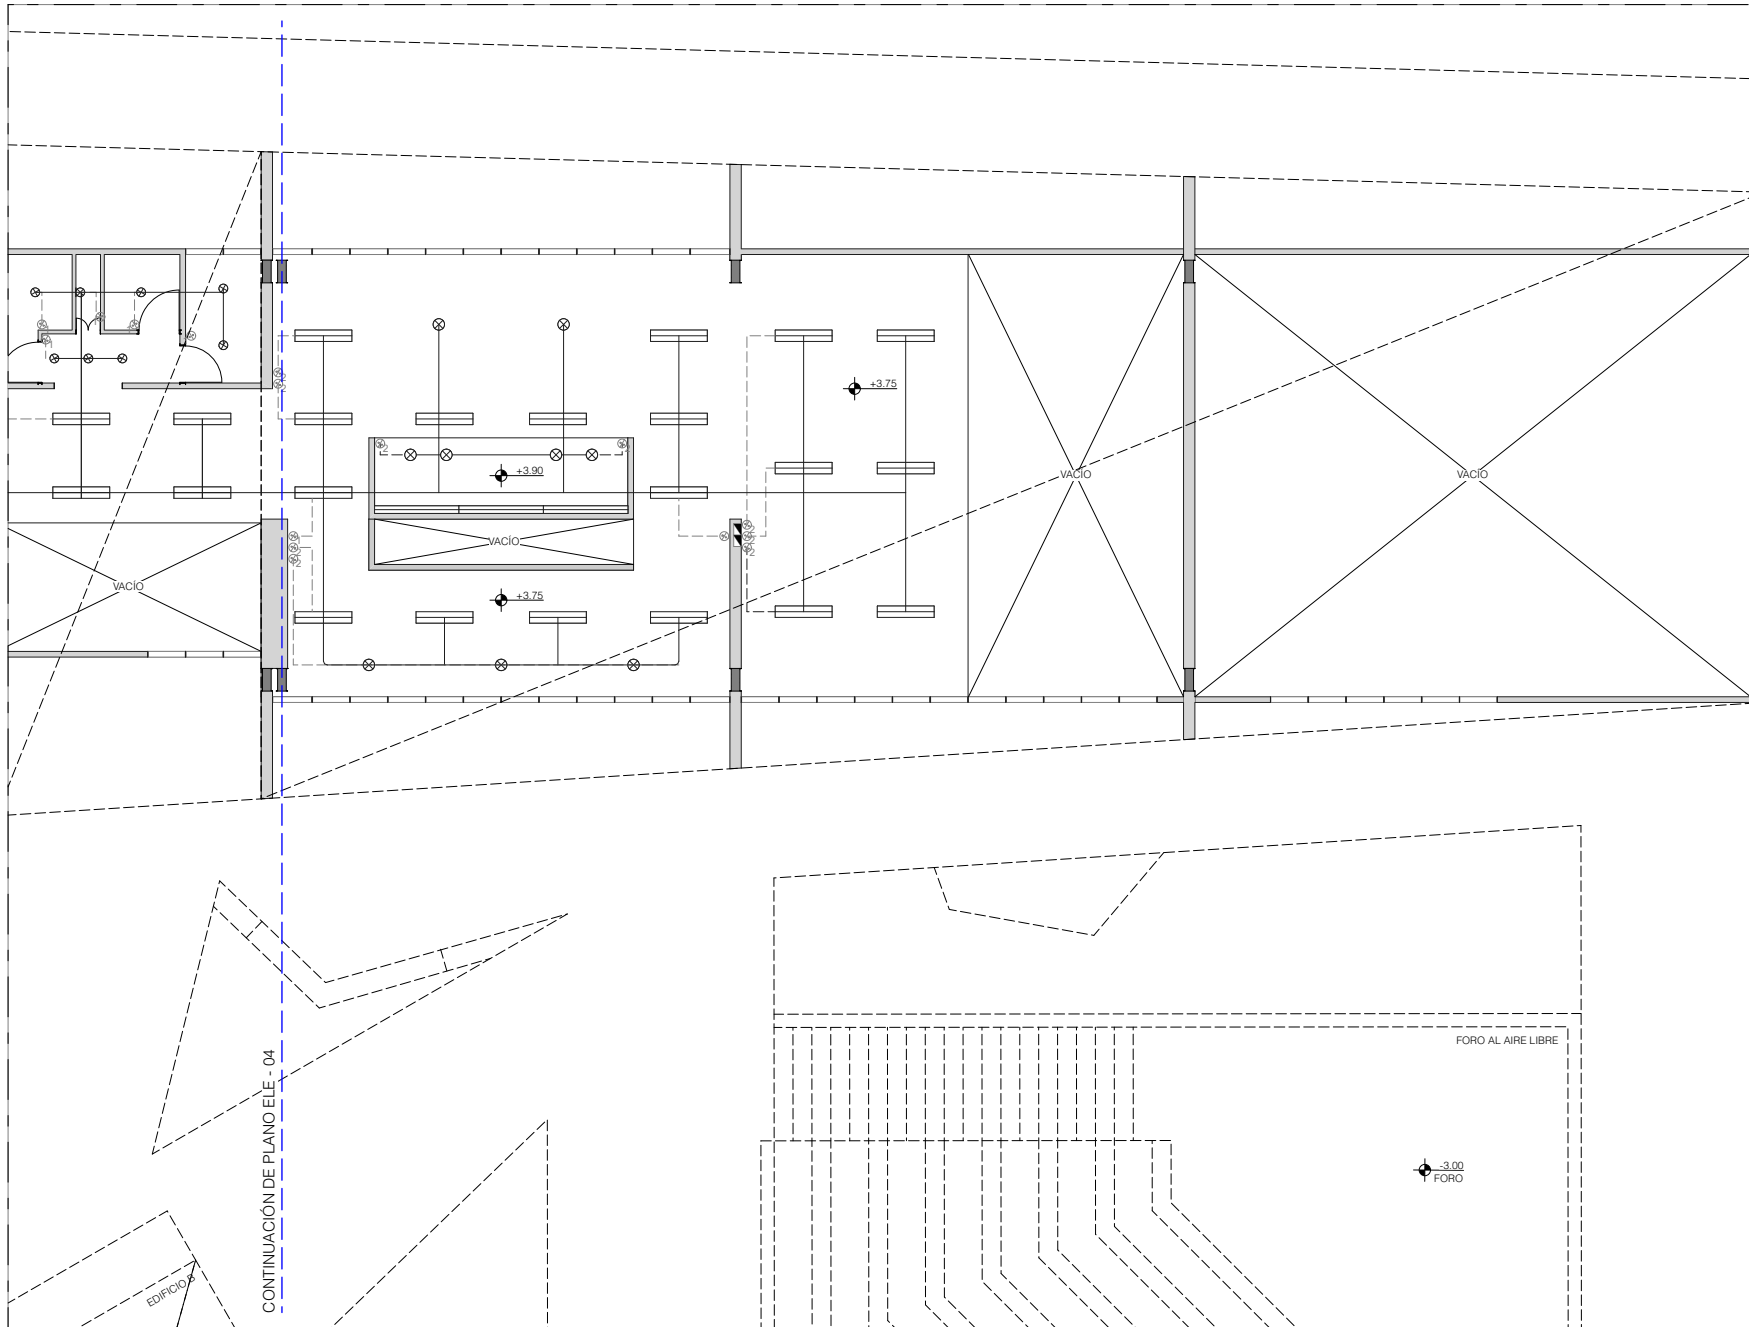 +3.75
+3.90
VACÍO
VACÍO
VACÍO
VACÍO
+3.75
FORO AL AIRE LIBRE
CONTINUACIÓN DE PLANO ELE - 04
-3.00
FORO
EDIFICIO B